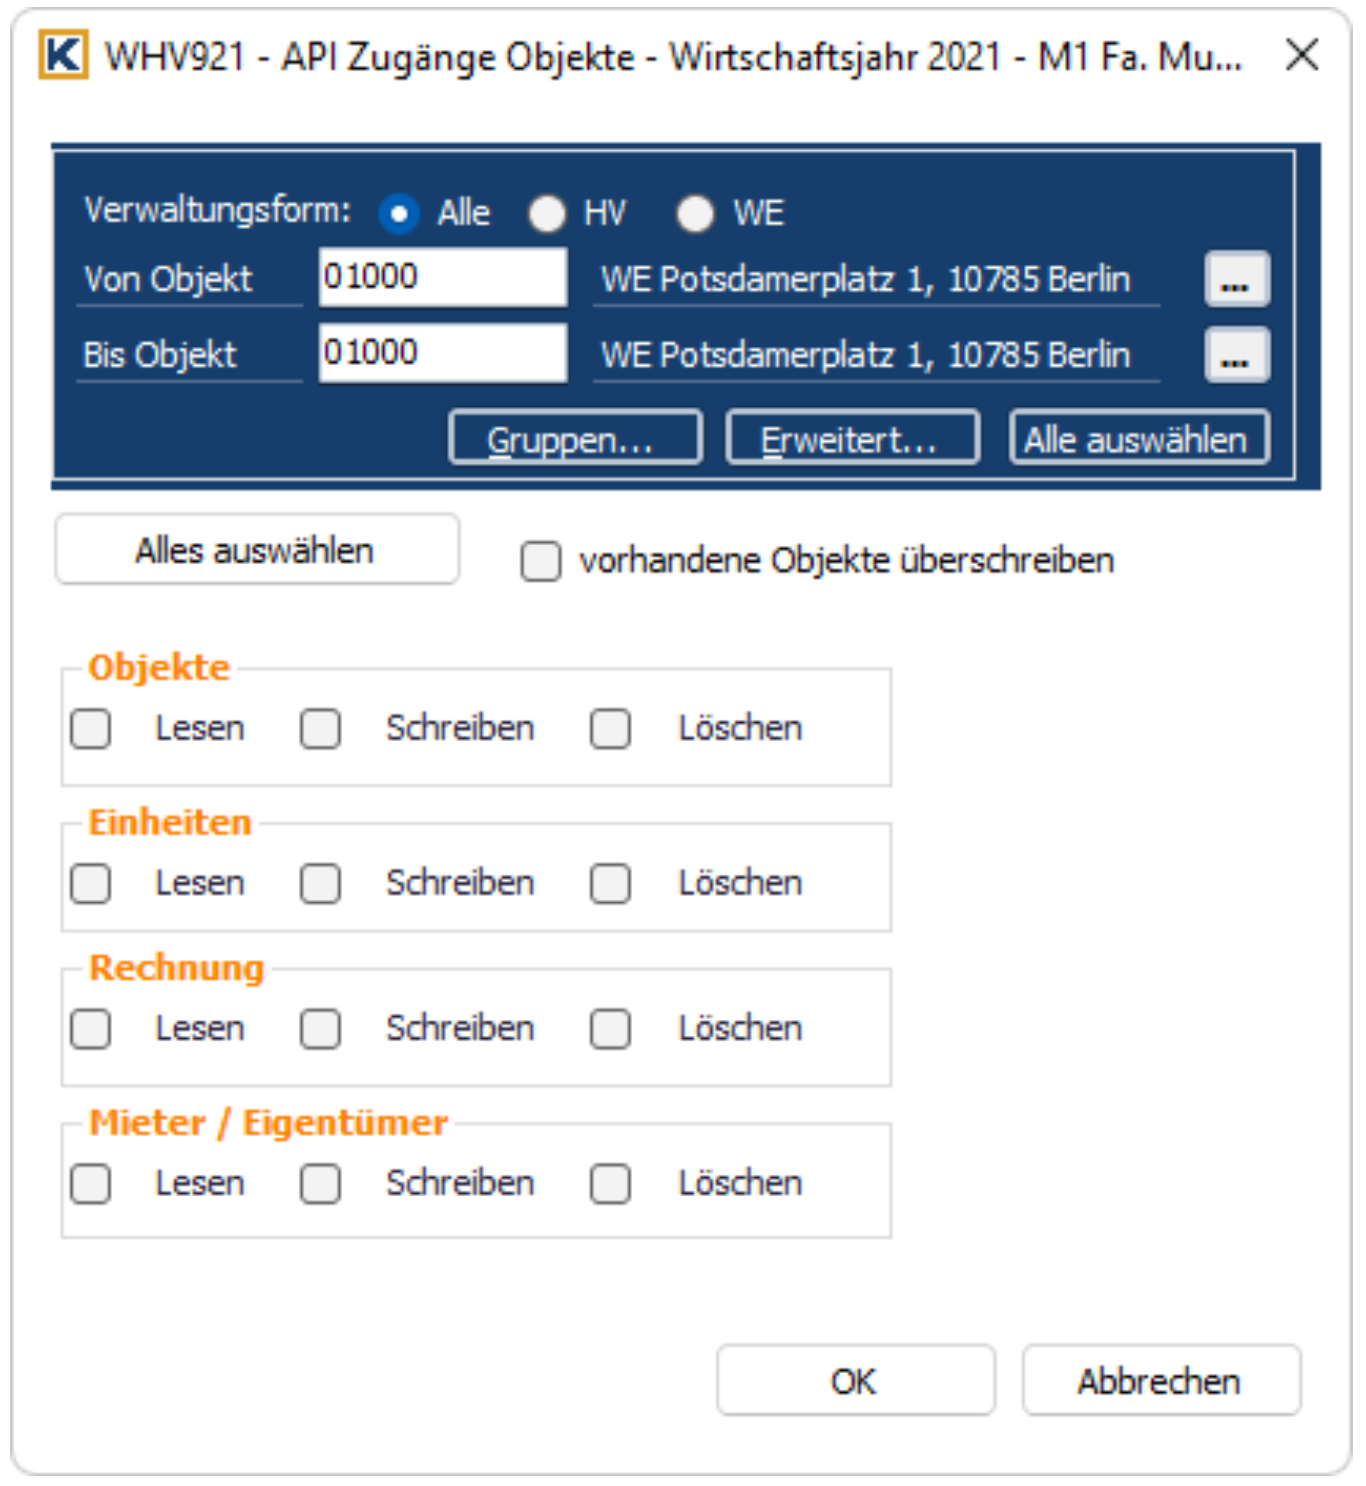 K WHV921 - API Zugänge Objekte - Wirtschaftsjahr 2021 - M1 Fa. Mu...
Verwaltungsform: Alle HV WE
Von Objekt 01000 WE Potsdamerplatz 1, 10785 Berlin ...
Bis Objekt 01000 WE Potsdamerplatz 1, 10785 Berlin ...
Gruppen... Erweitert... Alle auswählen
Alles auswählen vorhandene Objekte überschreiben
Objekte
Lesen Schreiben Löschen
Einheiten
Lesen Schreiben Löschen
Rechnung
Lesen Schreiben Löschen
Mieter / Eigentümer
Lesen Schreiben Löschen
OK Abbrechen